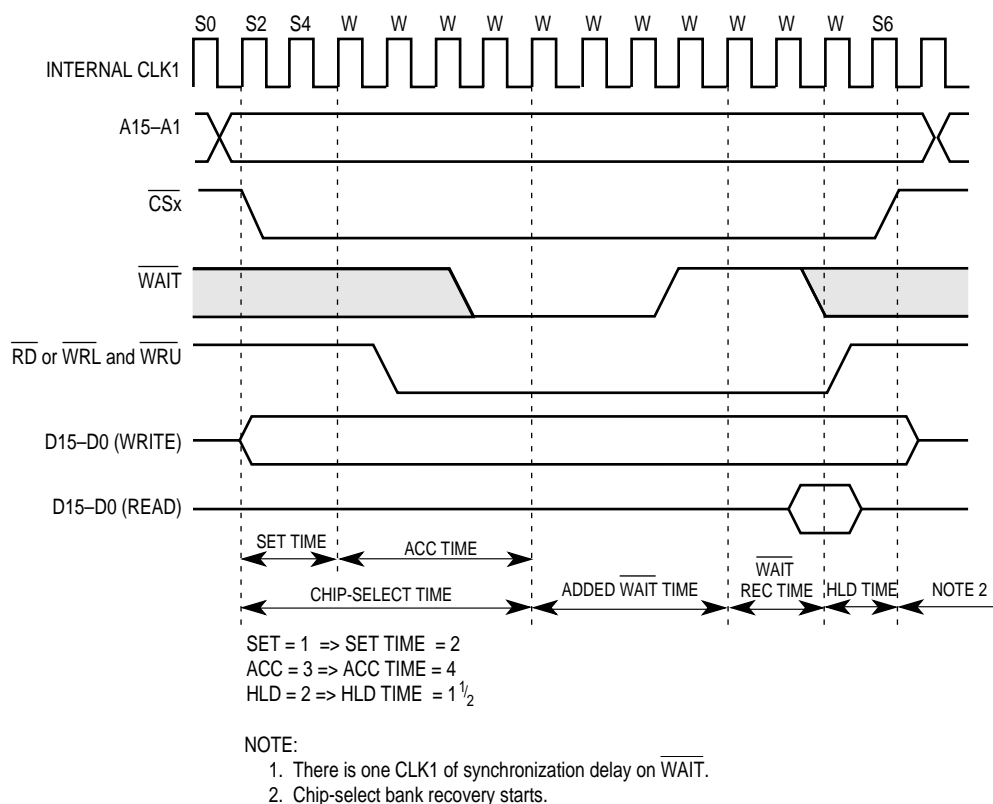 S0 S2 S4 W W W W W W W W W W W S6
INTERNAL CLK1
A15–A1
CSx
WAIT
RD or WRL and WRU
D15–D0 (WRITE)
D15–D0 (READ)
SET TIME
ACC TIME
CHIP-SELECT TIME
ADDED WAIT TIME
WAIT
REC TIME
HLD TIME
NOTE 2
SET = 1 => SET TIME = 2
ACC = 3 => ACC TIME = 4
HLD = 2 => HLD TIME = 1 1/2
NOTE:
1. There is one CLK1 of synchronization delay on WAIT.
2. Chip-select bank recovery starts.